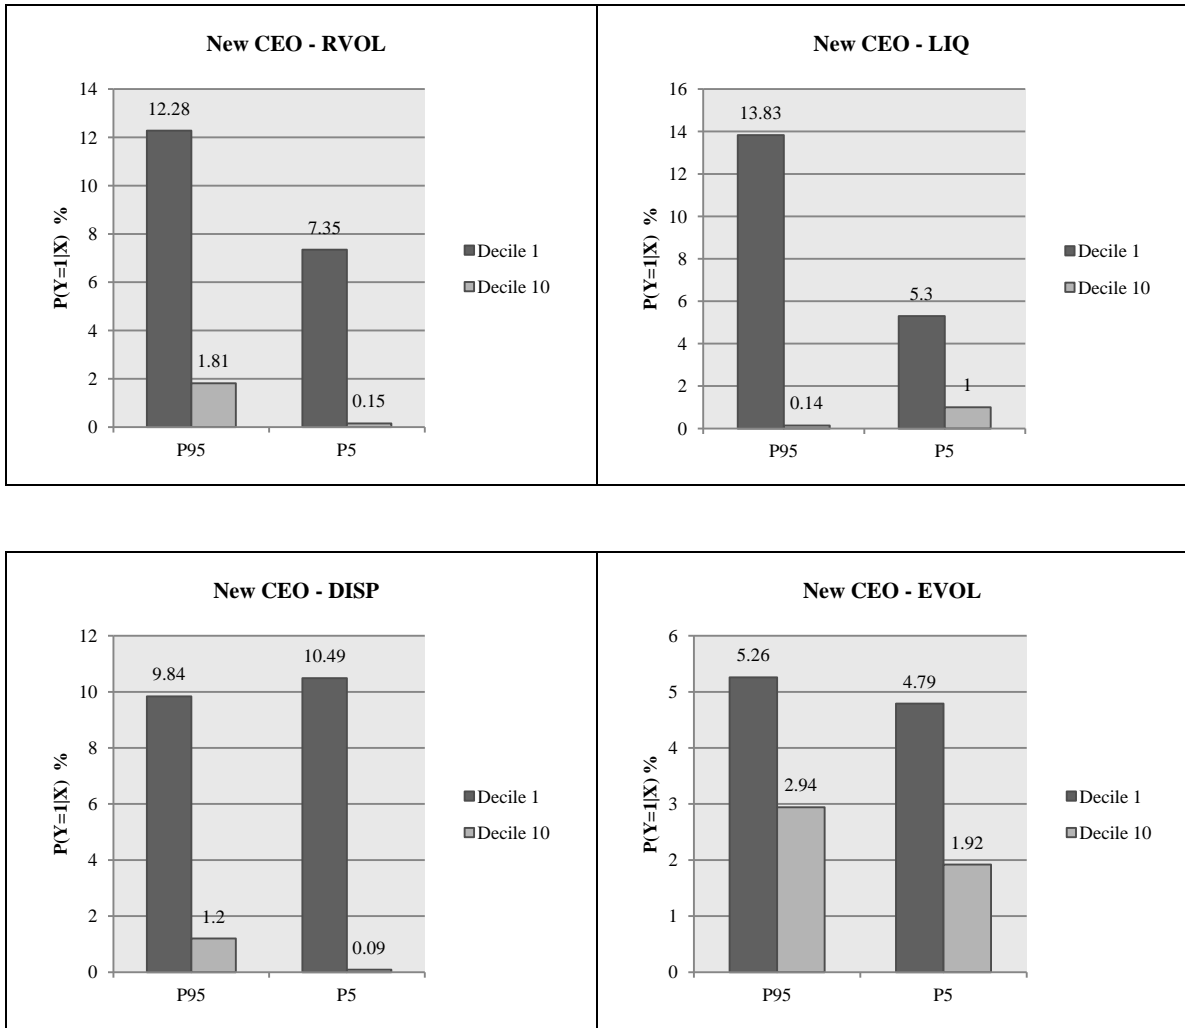 New CEO - RVOL
14
12
10
8
6
4
2
0
P(Y=1|X) %
12.28
1.81
7.35
0.15
P95
P5
Decile 1
Decile 10
New CEO - LIQ
16
14
12
10
8
6
4
2
0
P(Y=1|X) %
13.83
0.14
5.3
1
P95
P5
Decile 1
Decile 10
New CEO - DISP
12
10
8
6
4
2
0
P(Y=1|X) %
9.84
1.2
10.49
0.09
P95
P5
Decile 1
Decile 10
New CEO - EVOL
6
5
4
3
2
1
0
P(Y=1|X) %
5.26
2.94
4.79
1.92
P95
P5
Decile 1
Decile 10